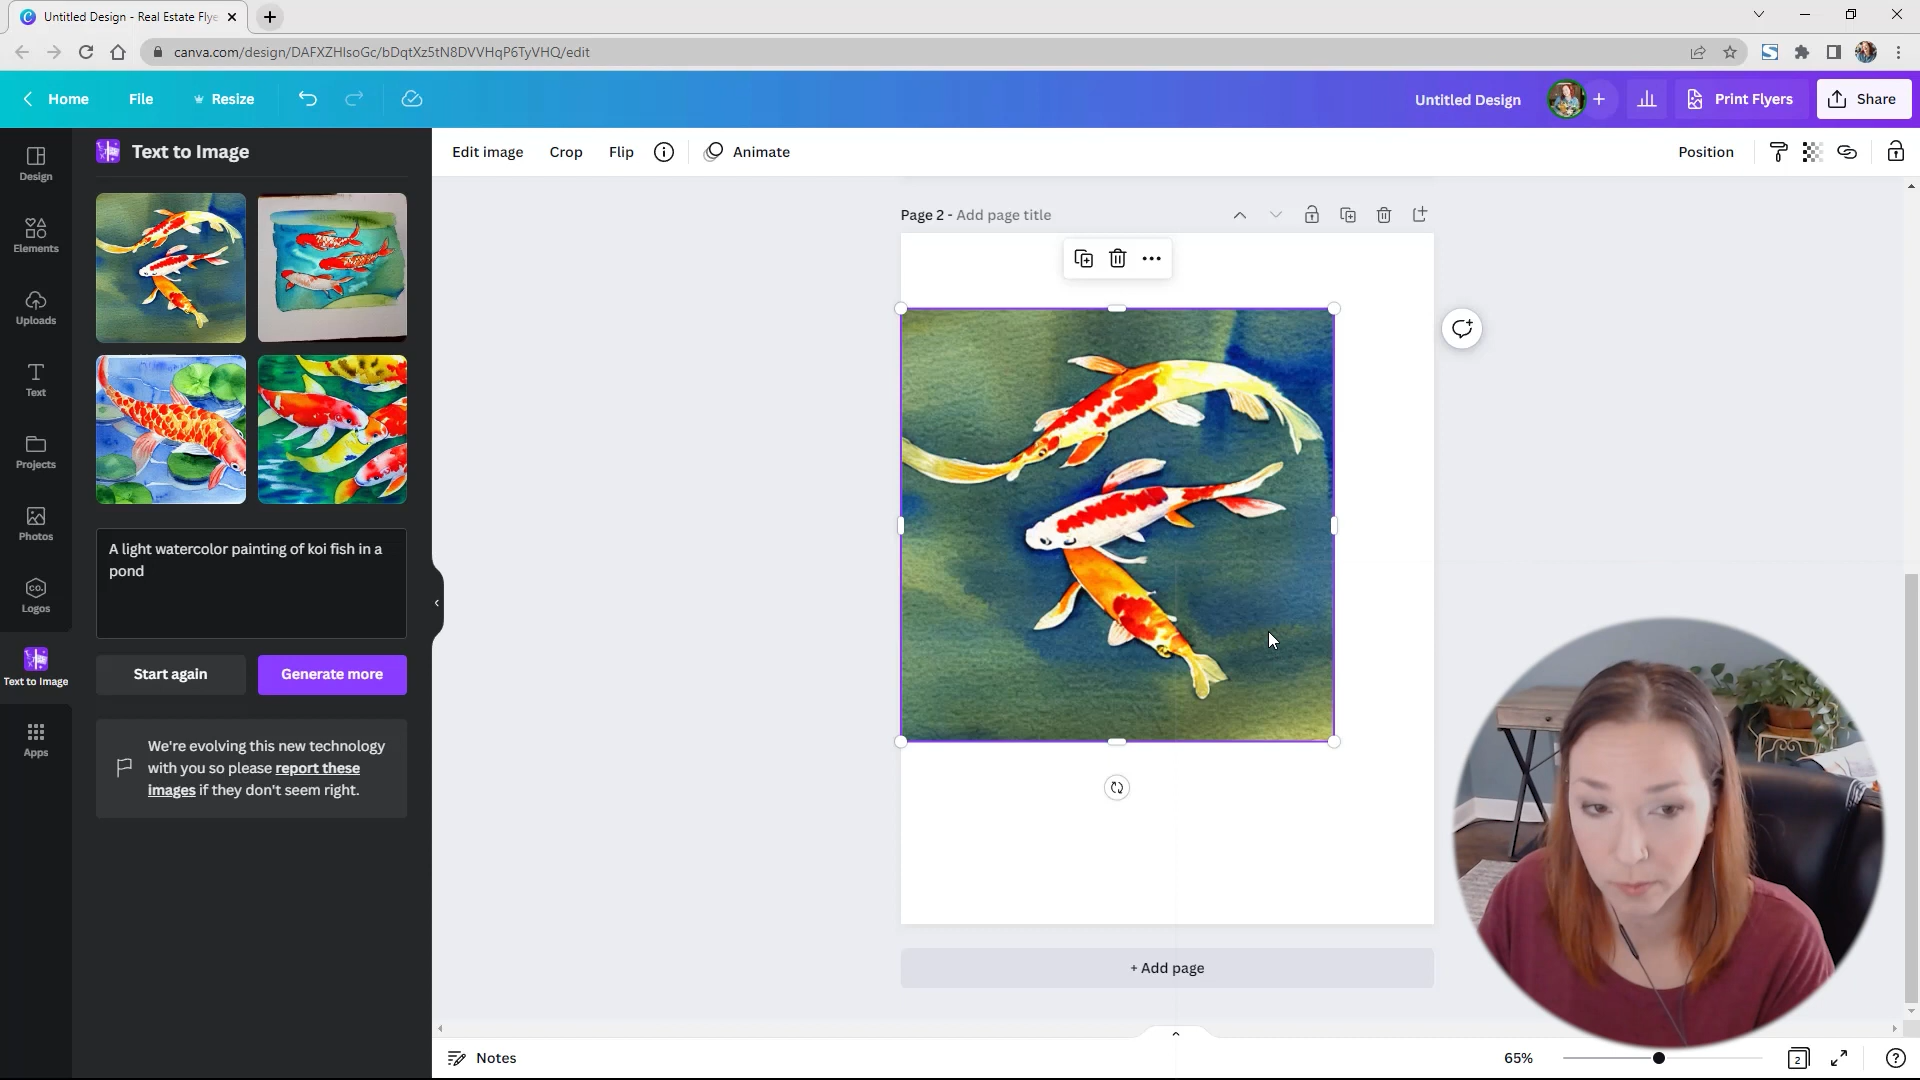 Untitled Design - Real Estate Flye
canva.com/design/DAFXZHIsoGc/bDqtXz5tN8DVVHqP6TyVHQ/edit
Home
File
Resize
Untitled Design
Print Flyers
Share
Design
Elements
Uploads
Text
Projects
Photos
co.
Logos
Text to Image
Apps
Text to Image
A light watercolor painting of koi fish in a
pond
Start again
Generate more
We're evolving this new technology
with you so please report these
images if they don't seem right.
Edit image
Crop
Flip
Animate
Position
Page 2 - Add page title
+ Add page
Notes
65%
2